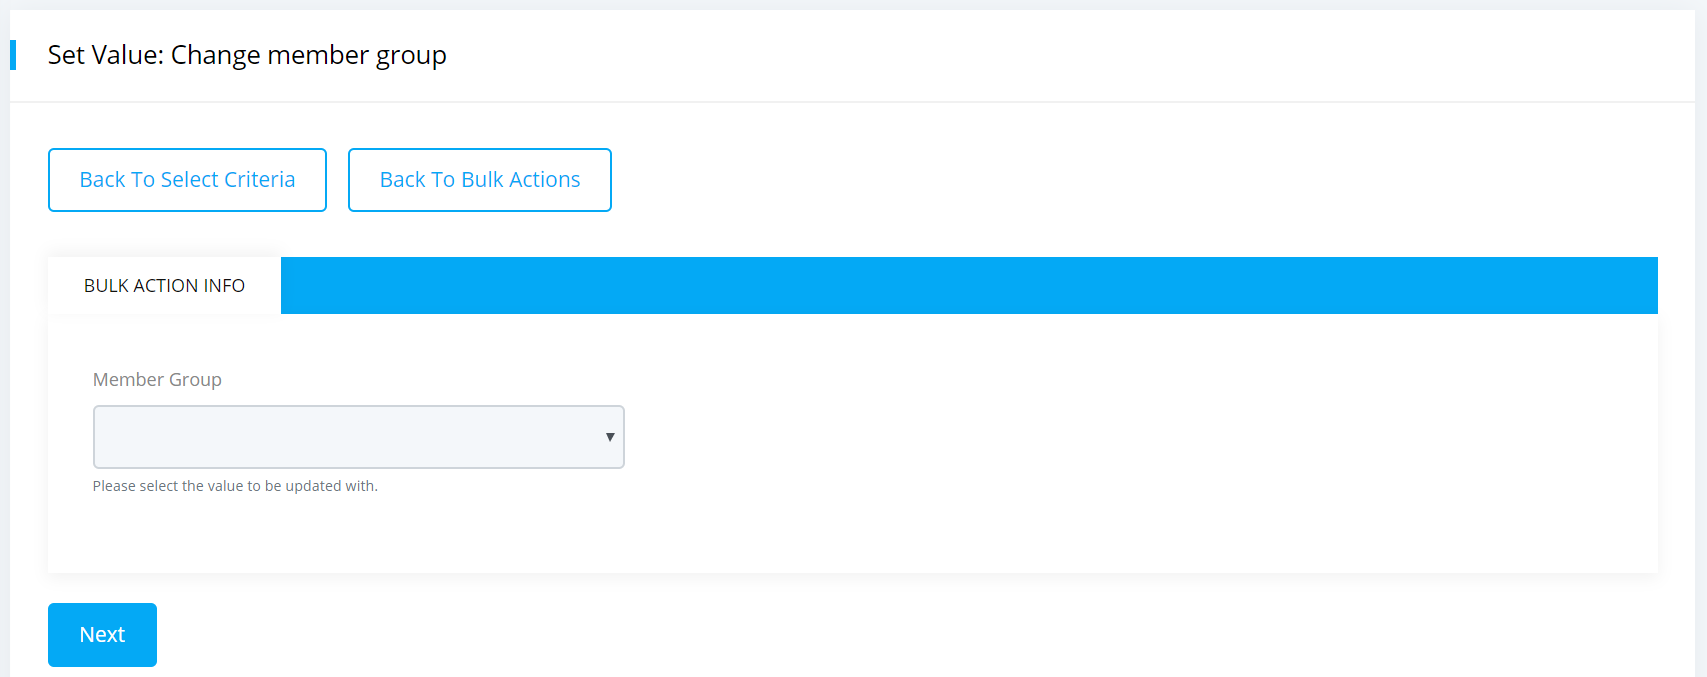 Set Value: Change member group
Back To Select Criteria
Back To Bulk Actions
BULK ACTION INFO
Member Group
Please select the value to be updated with.
Next